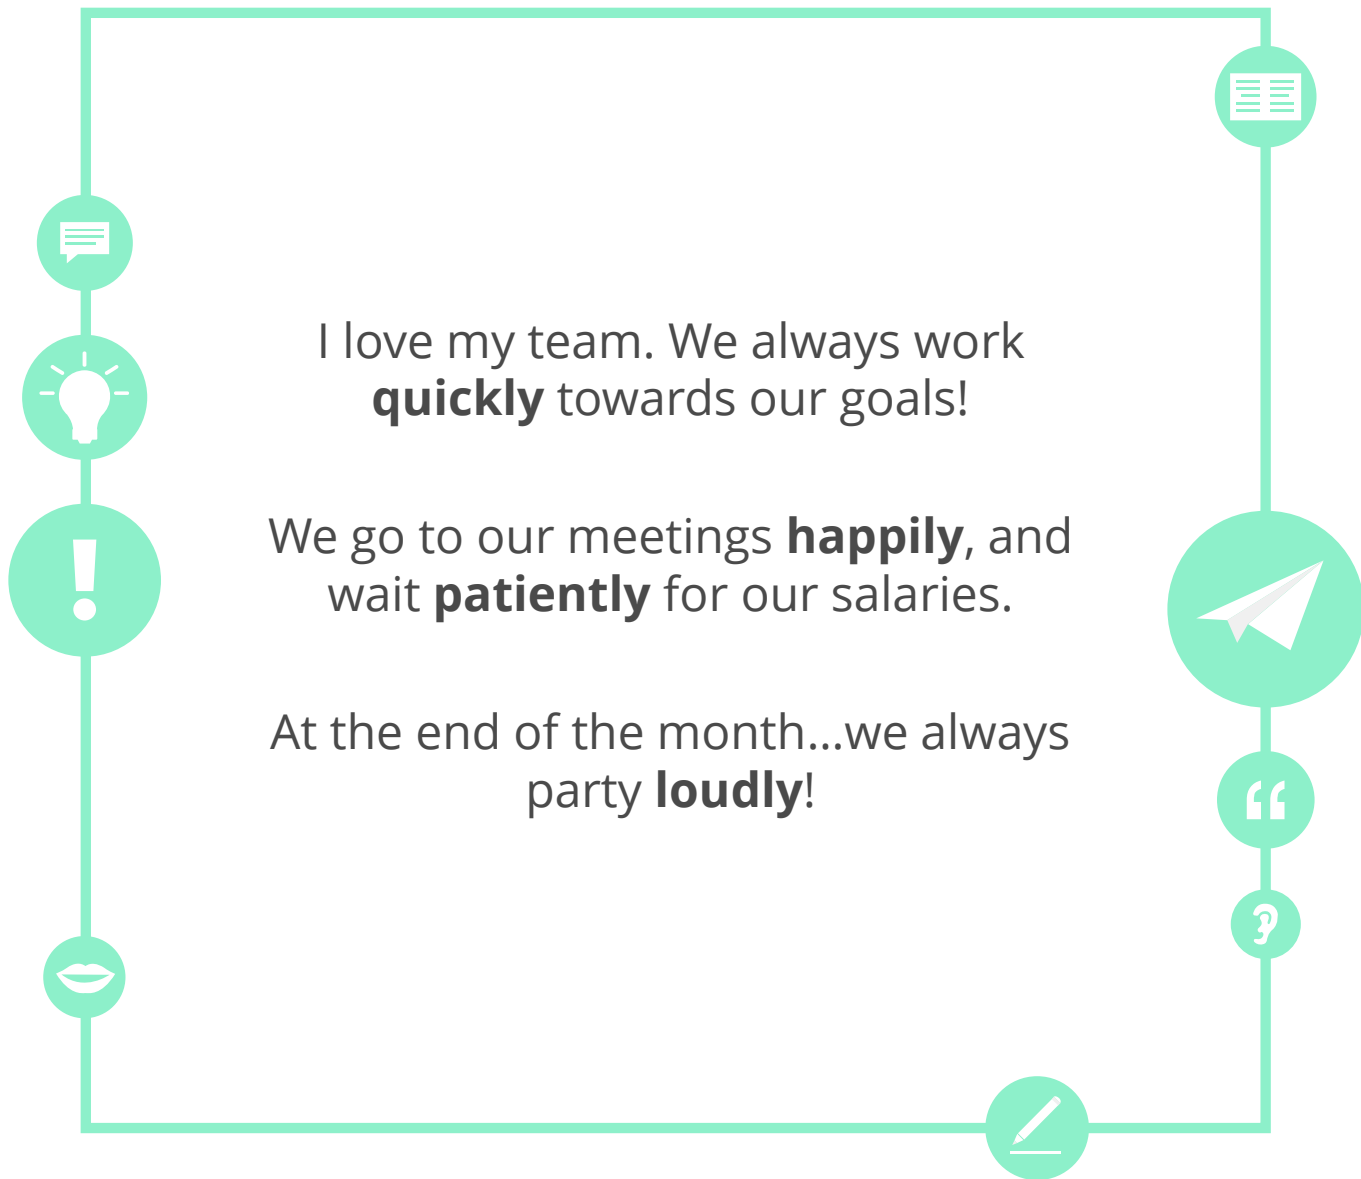 I love my team. We always work
quickly towards our goals!
We go to our meetings happily, and
wait patiently for our salaries.
At the end of the month...we always
party loudly!